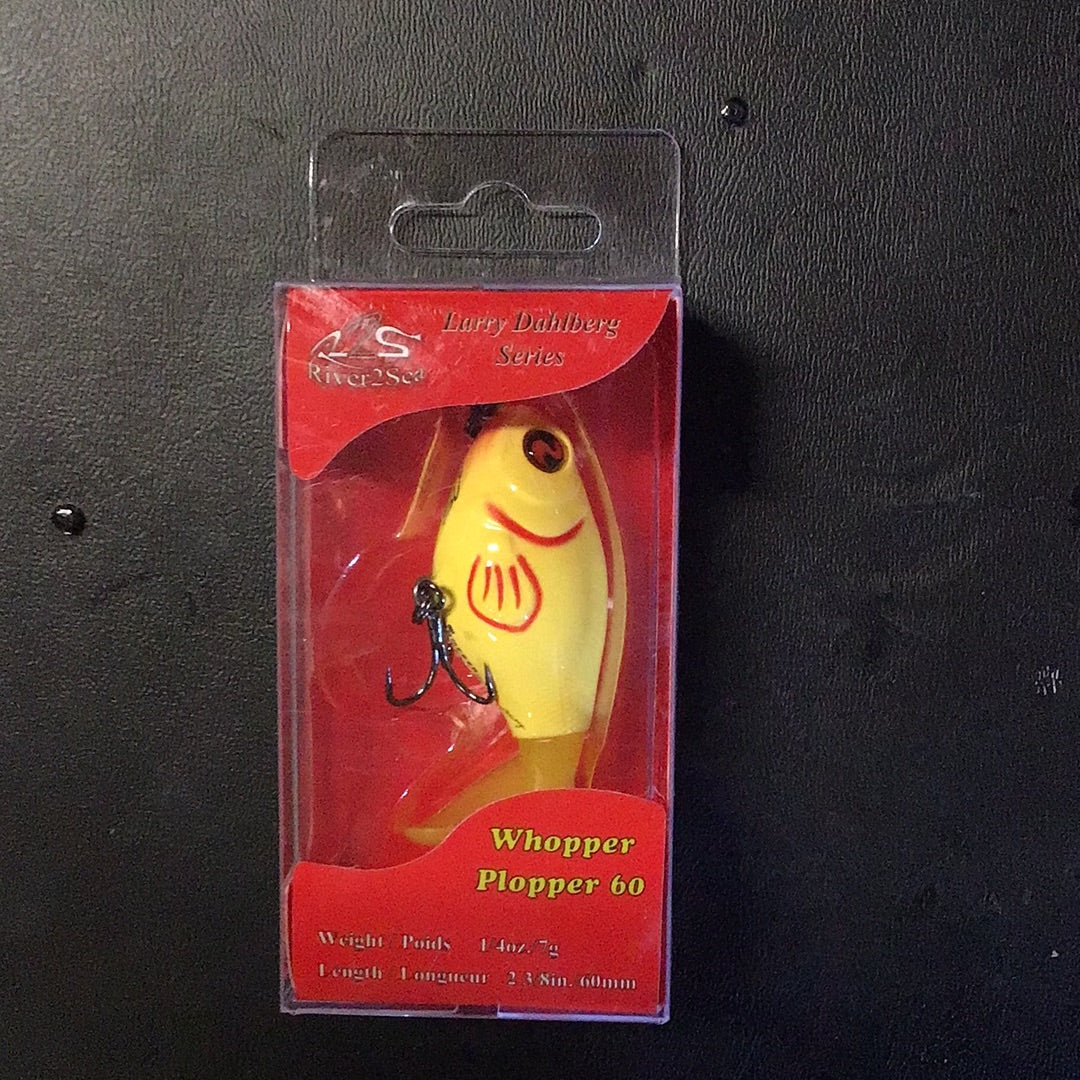 Larry Dahlberg
Series
River2Sea
Whopper
Plopper 60
Weight / Poids 1/4oz. 7g
Length / Longueur 2 3/8in. 60mm